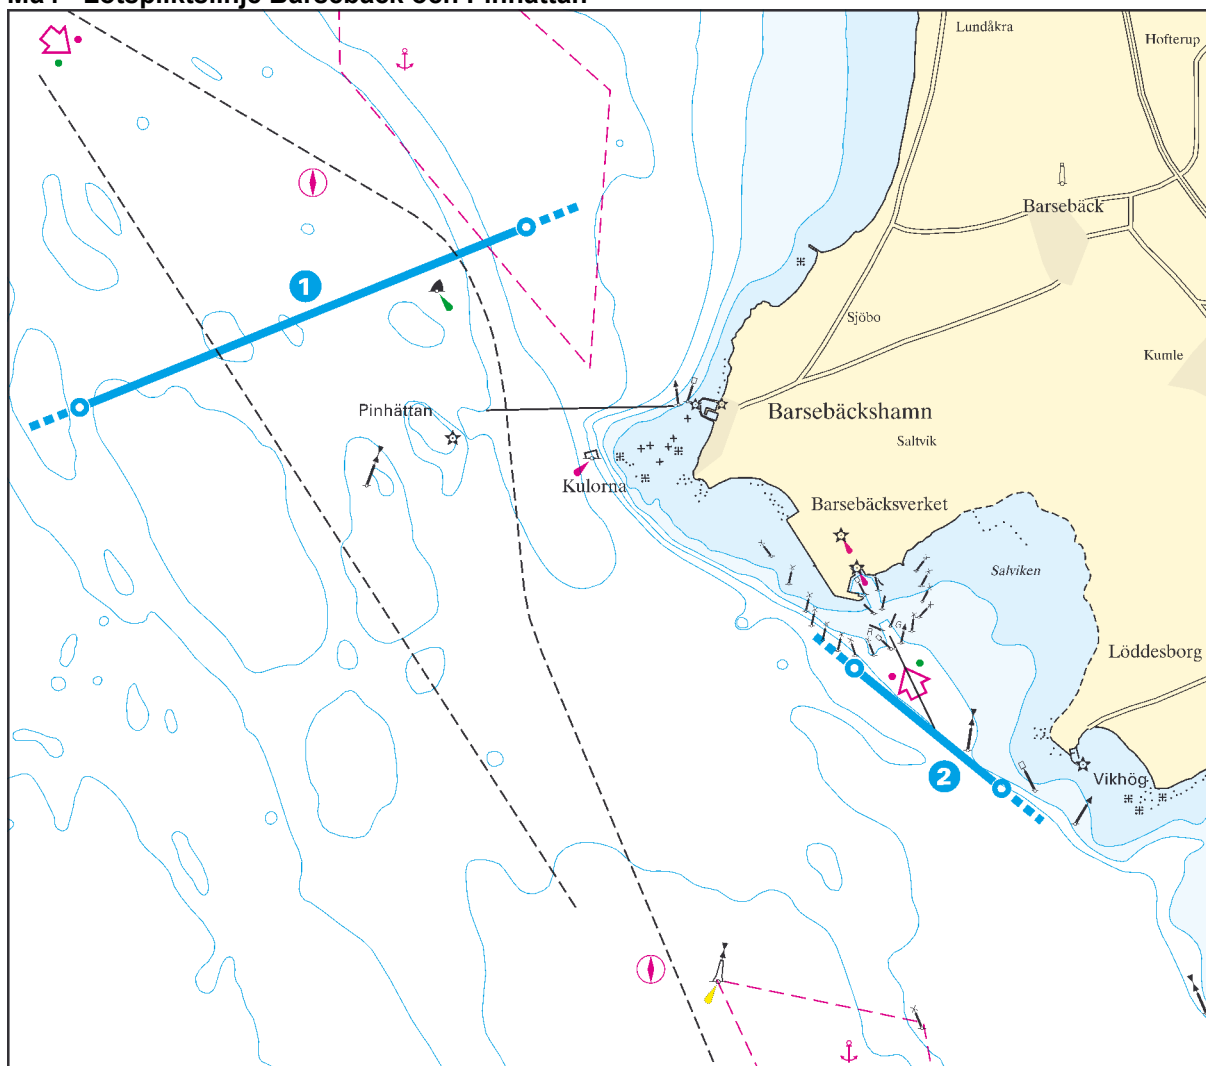 Lundåkra
Hofterup
Barsebäck
1
Sjöbo
Kumle
Pinhättan
Barsebäckshamn
Saltvik
Kulorna
Barsebäcksverket
Salviken
R
G
Löddesborg
2
Vikhög